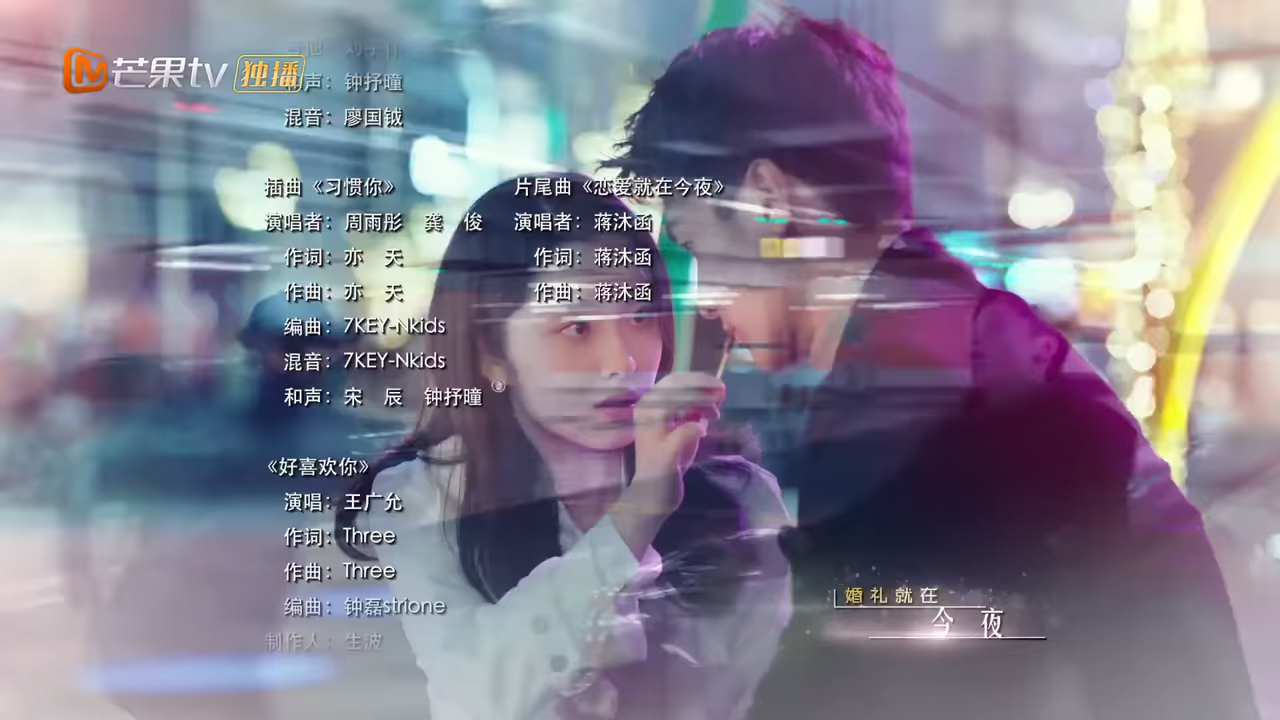 芒果tv 独播
和声：钟抒曈
混音：廖国钺
插曲《习惯你》
演唱者：周雨彤 龚 俊
作词：亦 天
作曲：亦 天
编曲：7KEY-Nkids
混音：7KEY-Nkids
和声：宋 辰 钟抒曈
《好喜欢你》
演唱：王广允
作词：Three
作曲：Three
编曲：钟磊strione
制作人：生波
片尾曲《恋爱就在今夜》
演唱者：蒋沐函
作词：蒋沐函
作曲：蒋沐函
婚礼就在
今夜